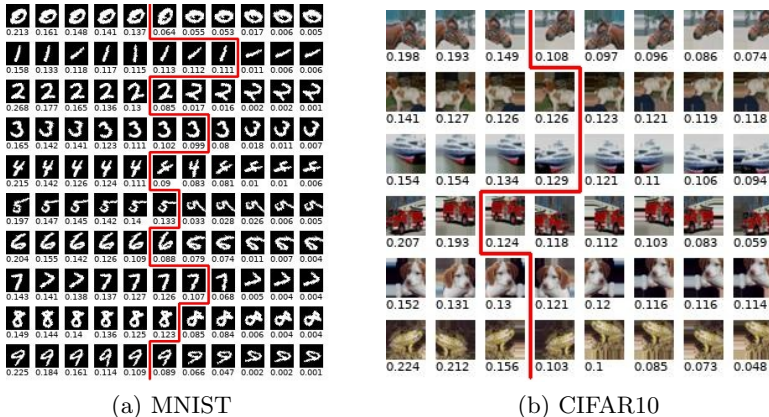 0.213 0.161 0.148 0.141 0.137 0.064 0.055 0.053 0.017 0.006 0.005
0.158 0.133 0.118 0.117 0.115 0.113 0.112 0.111 0.011 0.006 0.006
0.268 0.177 0.165 0.136 0.13 0.085 0.017 0.016 0.002 0.002 0.001
0.165 0.142 0.141 0.123 0.111 0.102 0.099 0.08 0.018 0.011 0.007
0.215 0.142 0.126 0.124 0.111 0.09 0.083 0.081 0.01 0.01 0.006
0.197 0.147 0.145 0.142 0.14 0.133 0.033 0.028 0.026 0.006 0.005
0.204 0.155 0.142 0.126 0.109 0.088 0.079 0.074 0.011 0.007 0.004
0.143 0.141 0.138 0.137 0.127 0.126 0.107 0.068 0.005 0.004 0.004
0.149 0.144 0.14 0.136 0.125 0.123 0.085 0.084 0.006 0.004 0.004
0.225 0.184 0.161 0.114 0.109 0.089 0.066 0.047 0.002 0.002 0.001
(a) MNIST
0.198 0.193 0.149 0.108 0.097 0.096 0.086 0.074
0.141 0.127 0.126 0.126 0.123 0.121 0.119 0.118
0.154 0.154 0.134 0.129 0.121 0.11 0.106 0.094
0.207 0.193 0.124 0.118 0.112 0.103 0.083 0.059
0.152 0.131 0.13 0.121 0.12 0.116 0.116 0.114
0.224 0.212 0.156 0.103 0.1 0.085 0.073 0.048
(b) CIFAR10